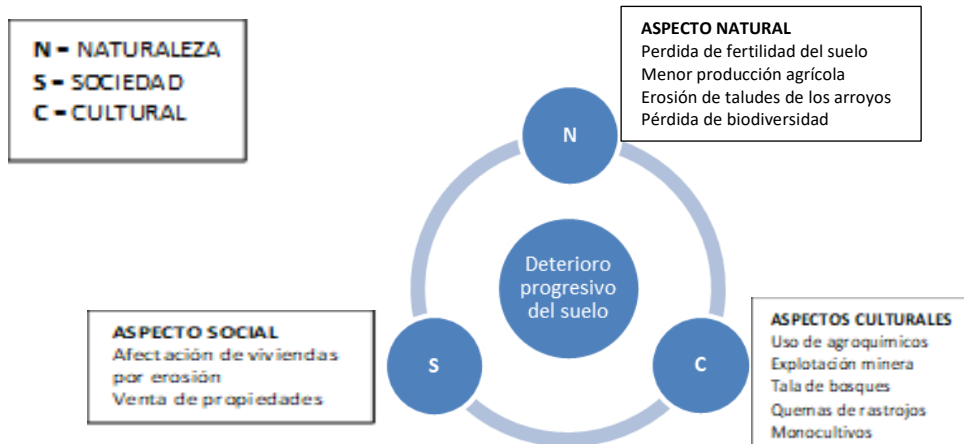 N – NATURALEZA
S – SOCIEDAD
C – CULTURAL
ASPECTO NATURAL
Perdida de fertilidad del suelo
Menor producción agrícola
Erosión de taludes de los arroyos
Pérdida de biodiversidad
N
Deterioro
progresivo
del suelo
ASPECTO SOCIAL
Afectación de viviendas
por erosión
Venta de propiedades
S
C
ASPECTOS CULTURALES
Uso de agroquimicos
Explotación minera
Tala de bosques
Quemas de rastrojos
Monocultivos